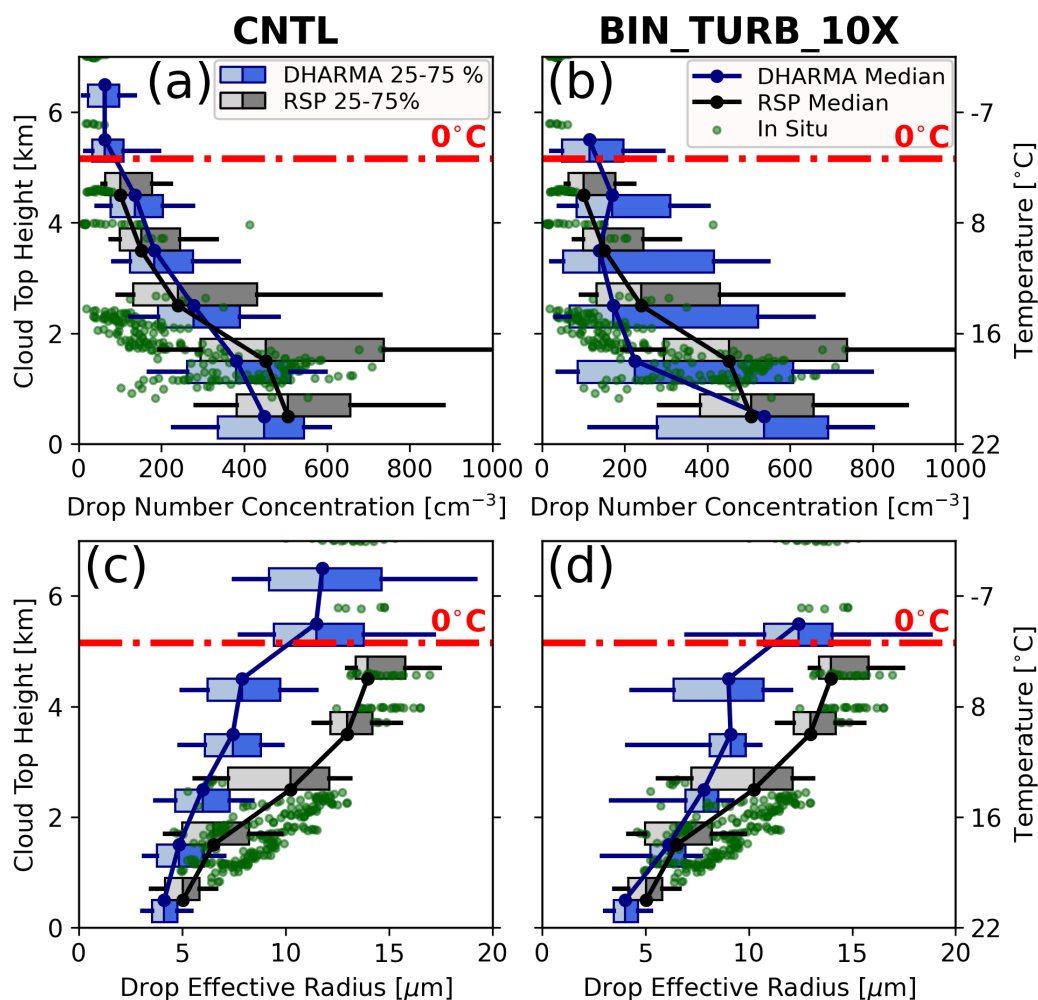 CNTL
BIN_TURB_10X
(a)
DHARMA 25-75 %
RSP 25-75%
0°C
Cloud Top Height [km]
6
4
2
0
0 200 400 600 800 1000
Drop Number Concentration [cm⁻³]
(b)
DHARMA Median
RSP Median
In Situ
0°C
-7
8
16
22
Temperature [°C]
0 200 400 600 800 1000
Drop Number Concentration [cm⁻³]
(c)
0°C
Cloud Top Height [km]
6
4
2
0
0 5 10 15 20
Drop Effective Radius [μm]
(d)
0°C
-7
8
16
22
Temperature [°C]
0 5 10 15 20
Drop Effective Radius [μm]